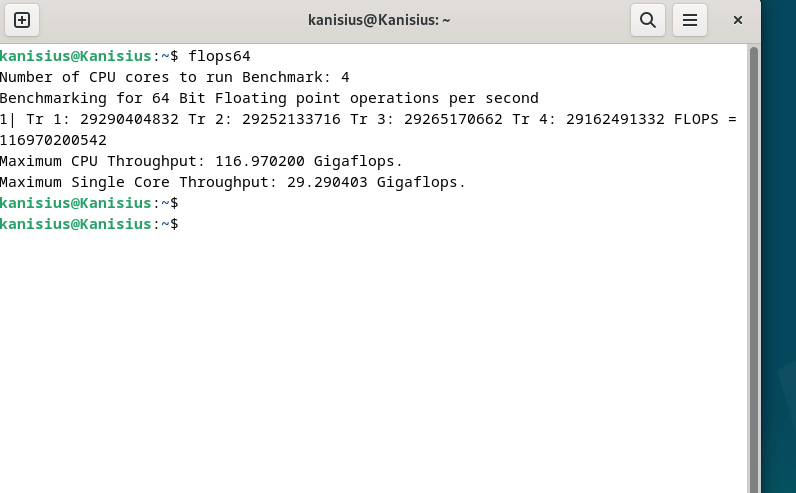 kanisius@Kanisius: ~
kanisius@Kanisius:~$ flops64
Number of CPU cores to run Benchmark: 4
Benchmarking for 64 Bit Floating point operations per second
1| Tr 1: 29290404832 Tr 2: 29252133716 Tr 3: 29265170662 Tr 4: 29162491332 FLOPS =
116970200542
Maximum CPU Throughput: 116.970200 Gigaflops.
Maximum Single Core Throughput: 29.290403 Gigaflops.
kanisius@Kanisius:~$
kanisius@Kanisius:~$